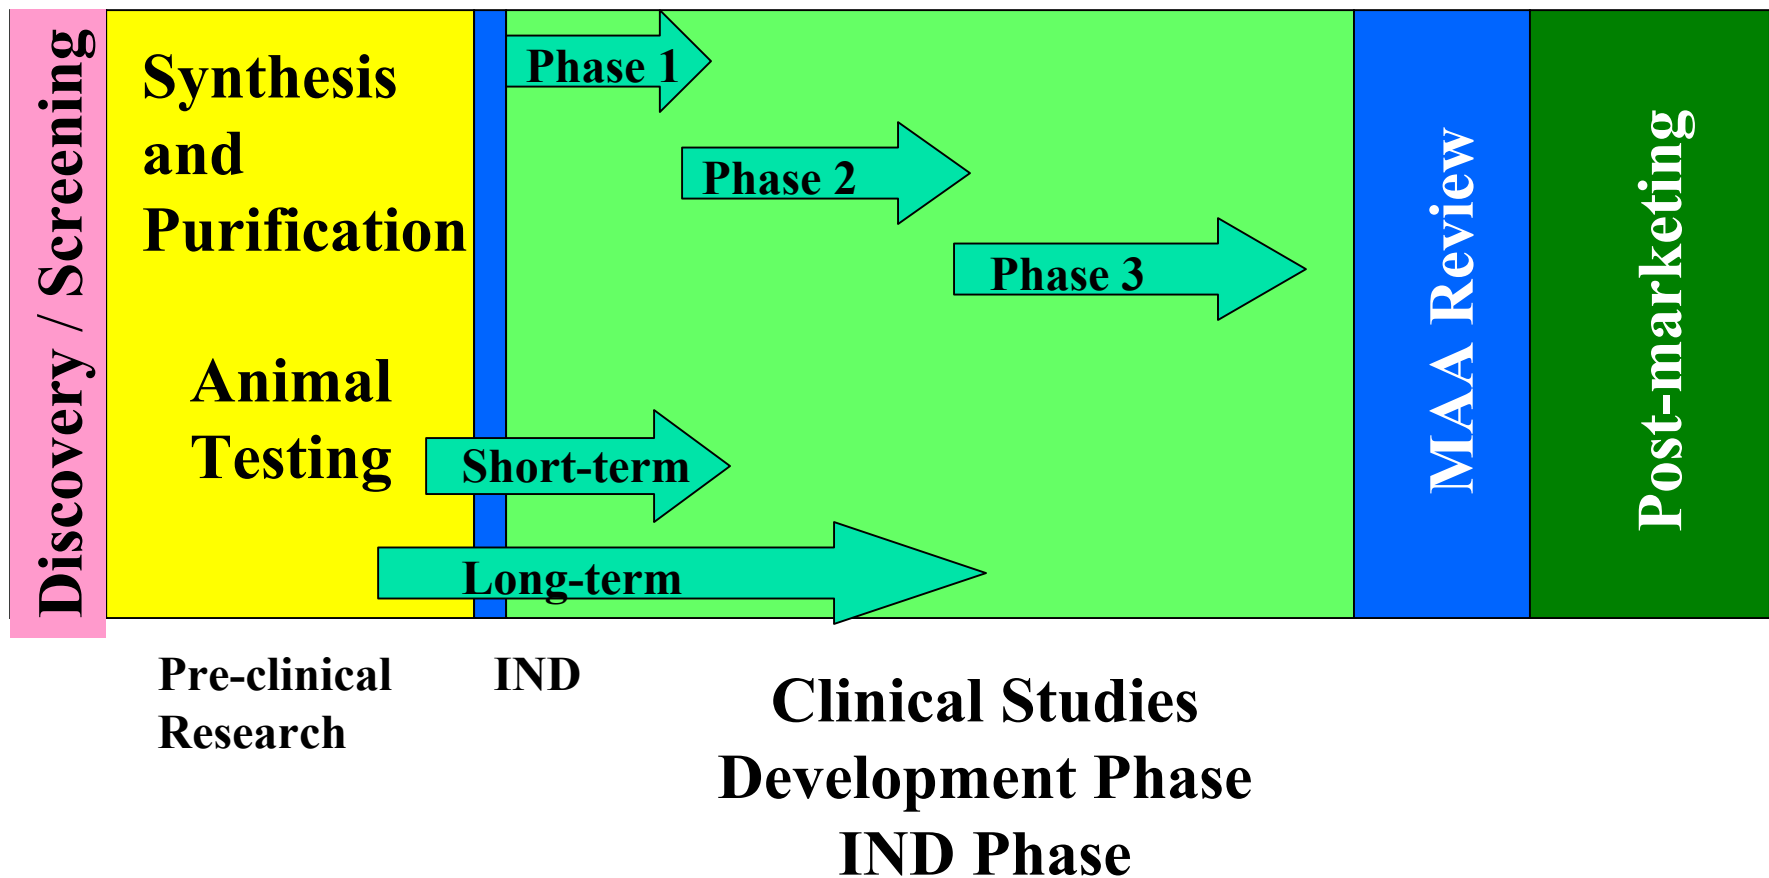 Discovery / Screening
Synthesis
and
Purification
Animal
Testing
Phase 1
Phase 2
Phase 3
Short-term
Long-term
MAA Review
Post-marketing
Pre-clinical
Research
IND
Clinical Studies
Development Phase
IND Phase